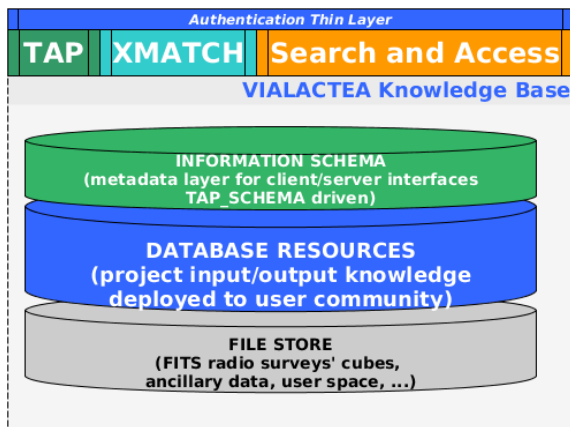 Authentication Thin Layer
TAP XMATCH Search and Access
VIALACTEA Knowledge Base
INFORMATION SCHEMA
(metadata layer for client/server interfaces
TAP_SCHEMA driven)
DATABASE RESOURCES
(project input/output knowledge
deployed to user community)
FILE STORE
(FITS radio surveys' cubes,
ancillary data, user space, ...)